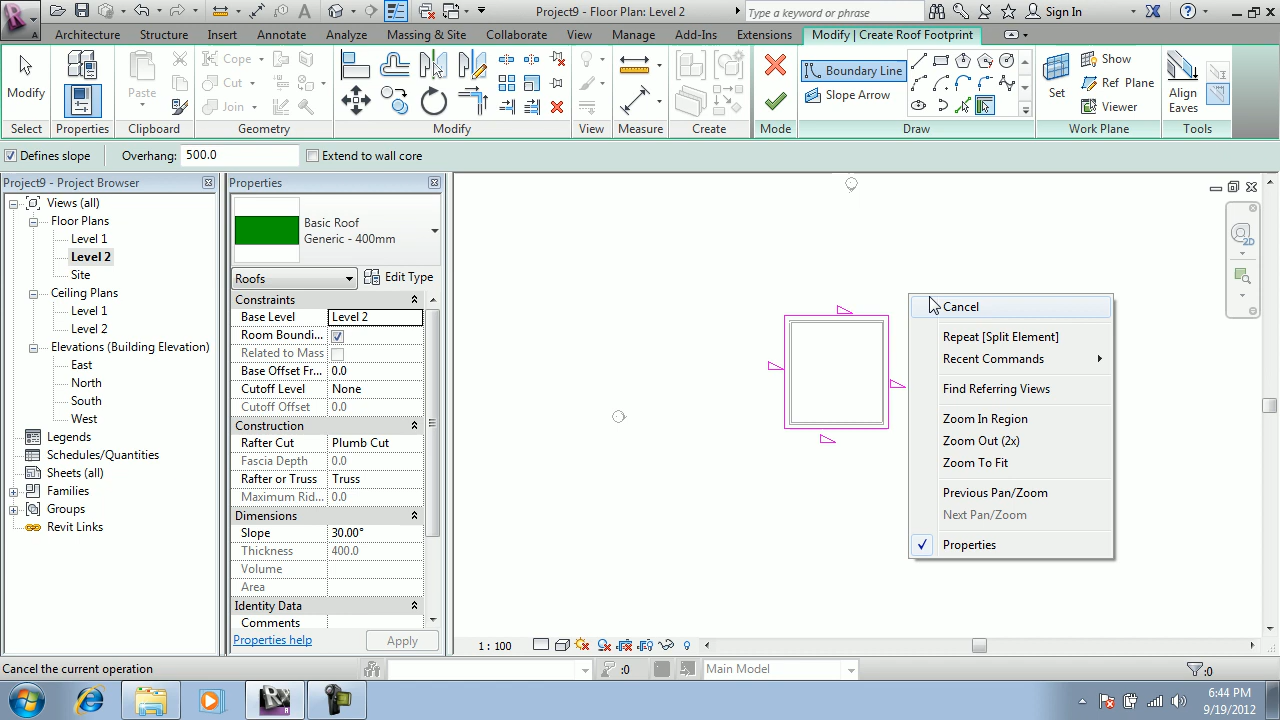 Project9 - Floor Plan: Level 2
Type a keyword or phrase
Sign In
Architecture
Structure
Insert
Annotate
Analyze
Massing & Site
Collaborate
View
Manage
Add-Ins
Extensions
Modify | Create Roof Footprint
Modify
Paste
Cope
Cut
Join
Boundary Line
Slope Arrow
Set
Show
Ref Plane
Viewer
Align
Eaves
Select
Properties
Clipboard
Geometry
Modify
View
Measure
Create
Mode
Draw
Work Plane
Tools
Defines slope
Overhang:
500.0
Extend to wall core
Project9 - Project Browser
Views (all)
Floor Plans
Level 1
Level 2
Site
Ceiling Plans
Level 1
Level 2
Elevations (Building Elevation)
East
North
South
West
Legends
Schedules/Quantities
Sheets (all)
Families
Groups
Revit Links
Properties
Basic Roof
Generic - 400mm
Roofs
Edit Type
Constraints
Base Level Level 2
Room Boundi...
Related to Mass
Base Offset Fr... 0.0
Cutoff Level None
Cutoff Offset 0.0
Construction
Rafter Cut Plumb Cut
Fascia Depth 0.0
Rafter or Truss Truss
Maximum Rid... 0.0
Dimensions
Slope 30.00°
Thickness 400.0
Volume
Area
Identity Data
Comments
Properties help
Apply
2D
Cancel
Repeat [Split Element]
Recent Commands
Find Referring Views
Zoom In Region
Zoom Out (2x)
Zoom To Fit
Previous Pan/Zoom
Next Pan/Zoom
Properties
1 : 100
Cancel the current operation
:0
Main Model
:0
6:44 PM
9/19/2012